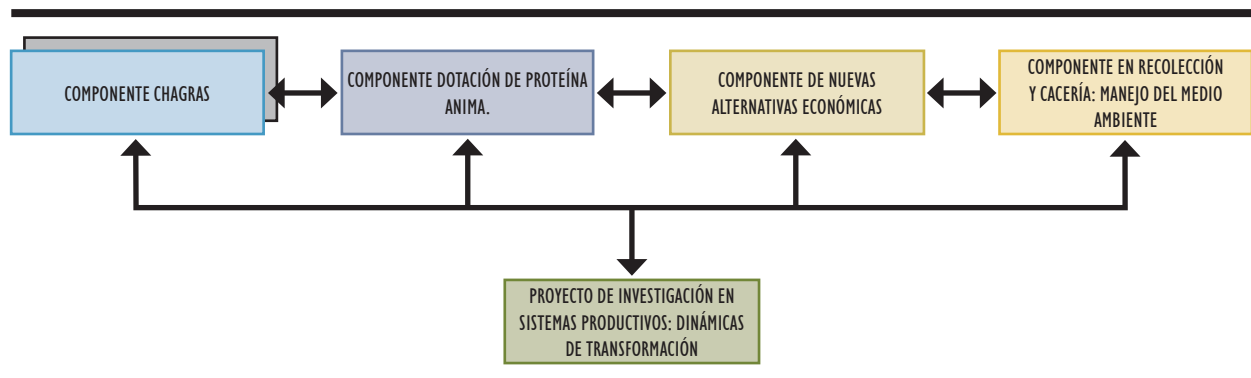 COMPONENTE CHAGRAS
COMPONENTE DOTACIÓN DE PROTEÍNA
ANIMA.
COMPONENTE DE NUEVAS
ALTERNATIVAS ECONÓMICAS
COMPONENTE EN RECOLECCIÓN
Y CACERÍA: MANEJO DEL MEDIO
AMBIENTE
PROYECTO DE INVESTIGACIÓN EN
SISTEMAS PRODUCTIVOS: DINÁMICAS
DE TRANSFORMACIÓN